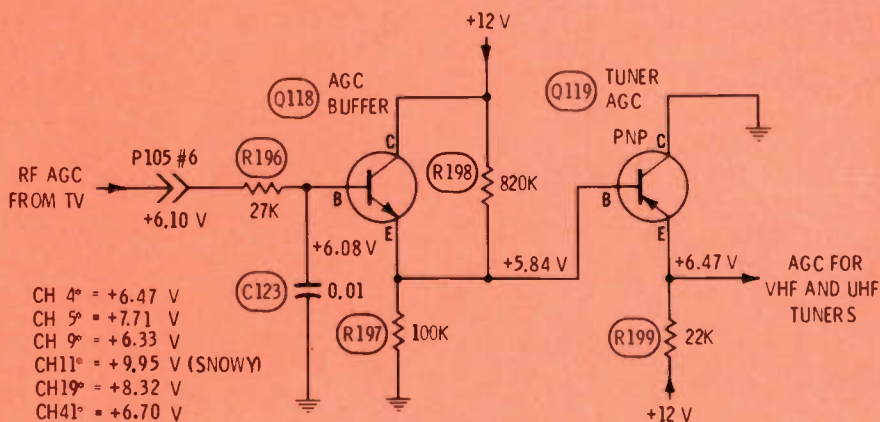 +12 V
Q118
AGC
BUFFER
Q119
TUNER
AGC
PNP
C
C
P105 #6
R196
R198
820K
RF AGC
FROM TV
+6.10 V
27K
B
E
B
E
+6.08 V
+5.84 V
+6.47 V
AGC FOR
VHF AND UHF
TUNERS
C123
0.01
R197
100K
R199
22K
+12 V
CH 4° = +6.47 V
CH 5° = +7.71 V
CH 9° = +6.33 V
CH11° = +9.95 V (SNOWY)
CH19° = +8.32 V
CH41° = +6.70 V